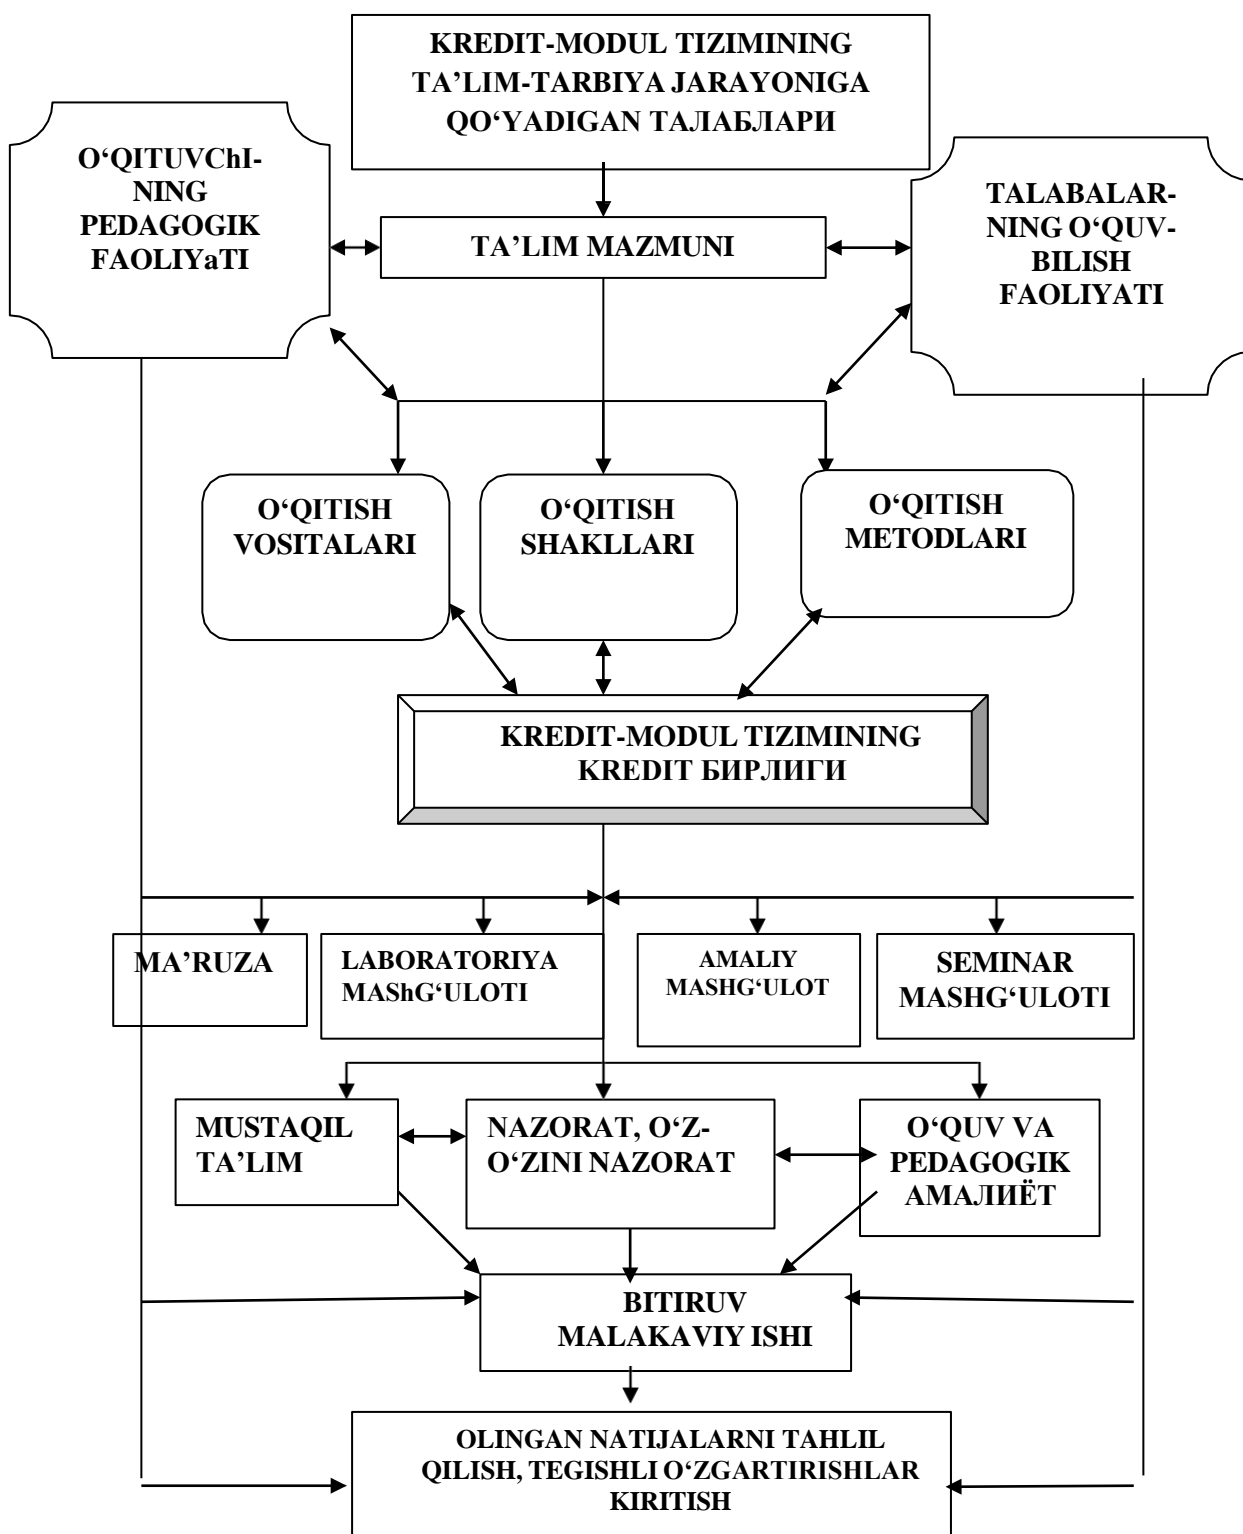 KREDIT-MODUL TIZIMINING
TA’LIM-TARBIYA JARAYONIGA
QO‘YADIGAN ТАЛАБЛАРИ
O‘QITUVChI-
NING
PEDAGOGIK
FAOLIYaTI
TA’LIM MAZMUNI
TALABALAR-
NING O‘QUV-
BILISH
FAOLIYATI
O‘QITISH
VOSITALARI
O‘QITISH
SHAKLLARI
O‘QITISH
METODLARI
KREDIT-MODUL TIZIMINING
KREDIT БИРЛИГИ
MA’RUZA
LABORATORIYA
MAShG‘ULOTI
AMALIY
MASHG‘ULOT
SEMINAR
MASHG‘ULOTI
MUSTAQIL
TA’LIM
NAZORAT, O‘Z-
O‘ZINI NAZORAT
O‘QUV VA
PEDAGOGIK
АМАЛИЁТ
BITIRUV
MALAKAVIY ISHI
OLINGAN NATIJALARNI TAHLIL
QILISH, TEGISHLI O‘ZGARTIRISHLAR
KIRITISH